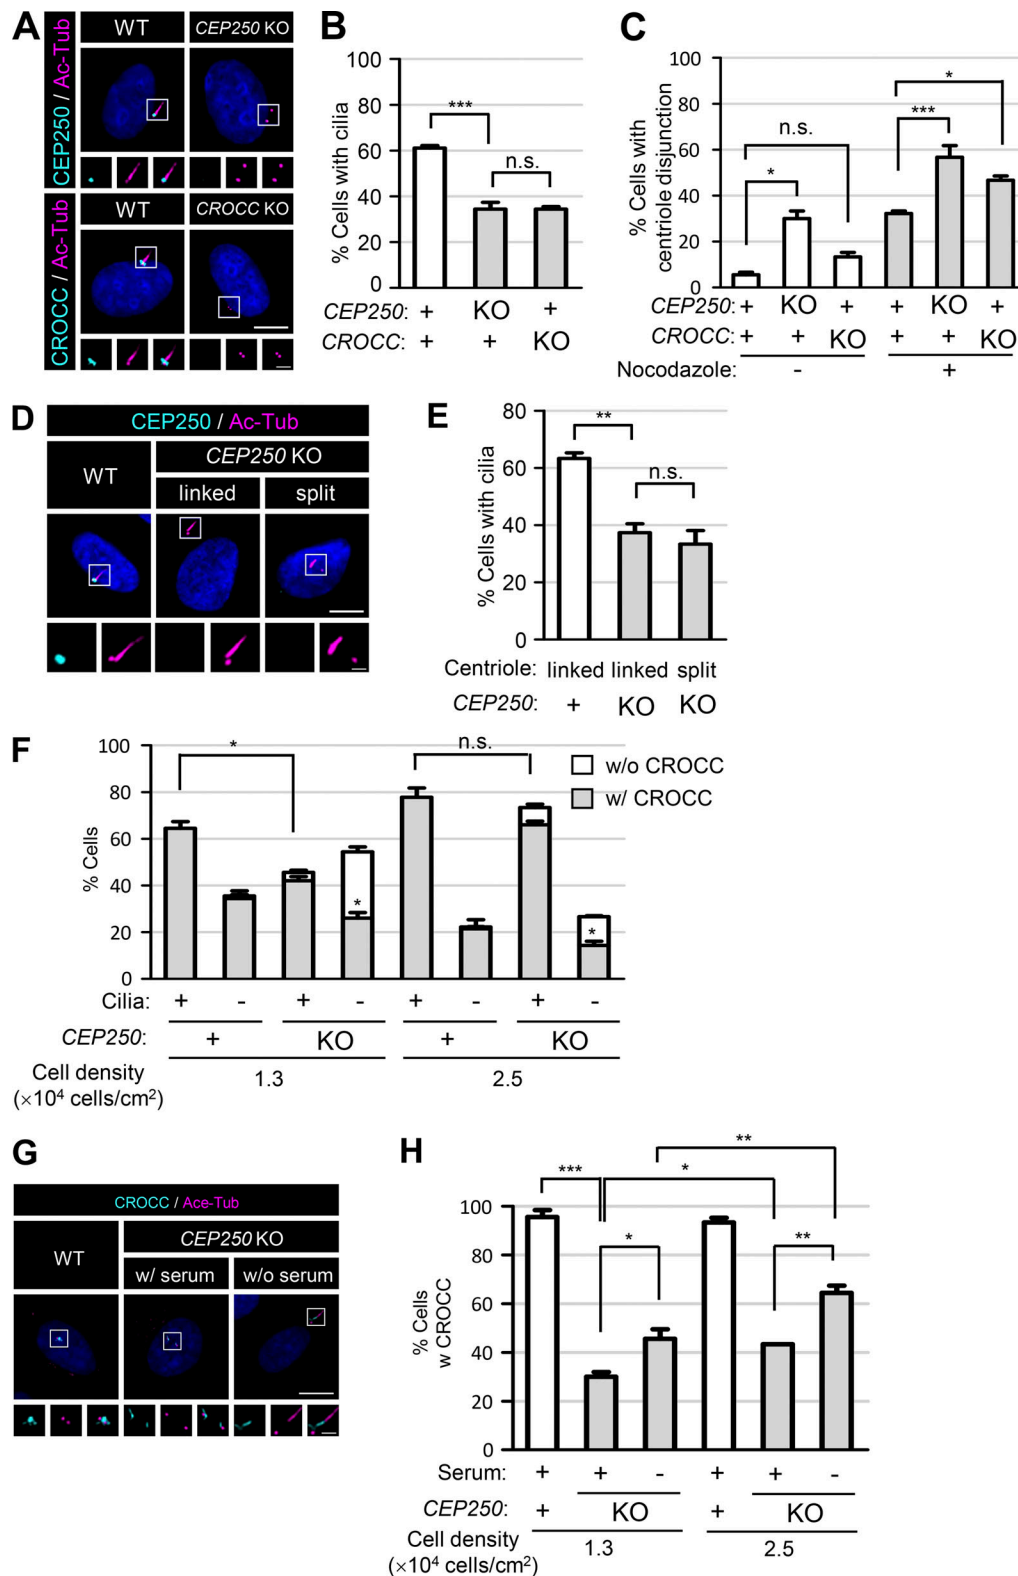 A
WT
CEP250 KO
CEP250 / Ac-Tub
WT
CROCC KO
CROCC / Ac-Tub
B
% Cells with cilia
100
80
60
40
20
0
***
n.s.
CEP250: + KO +
CROCC: + + KO
C
% Cells with
centriole disjunction
100
80
60
40
20
0
n.s.
*
*
***
CEP250: + KO + + KO +
CROCC: + + KO + + KO
Nocodazole: - +
D
CEP250 / Ac-Tub
WT
CEP250 KO
linked
split
E
% Cells with cilia
80
60
40
20
0
**
n.s.
Centriole: linked linked split
CEP250: + KO KO
F
% Cells
100
80
60
40
20
0
*
n.s.
*
*
w/o CROCC
w/ CROCC
Cilia: + - + - + - + -
CEP250: + KO + KO
Cell density 1.3 2.5
(×10⁴ cells/cm²)
G
CROCC / Ace-Tub
WT
CEP250 KO
w/ serum
w/o serum
H
% Cells
w CROCC
100
80
60
40
20
0
***
*
*
**
**
Serum: + + - + + -
CEP250: + KO + KO
Cell density 1.3 2.5
(×10⁴ cells/cm²)